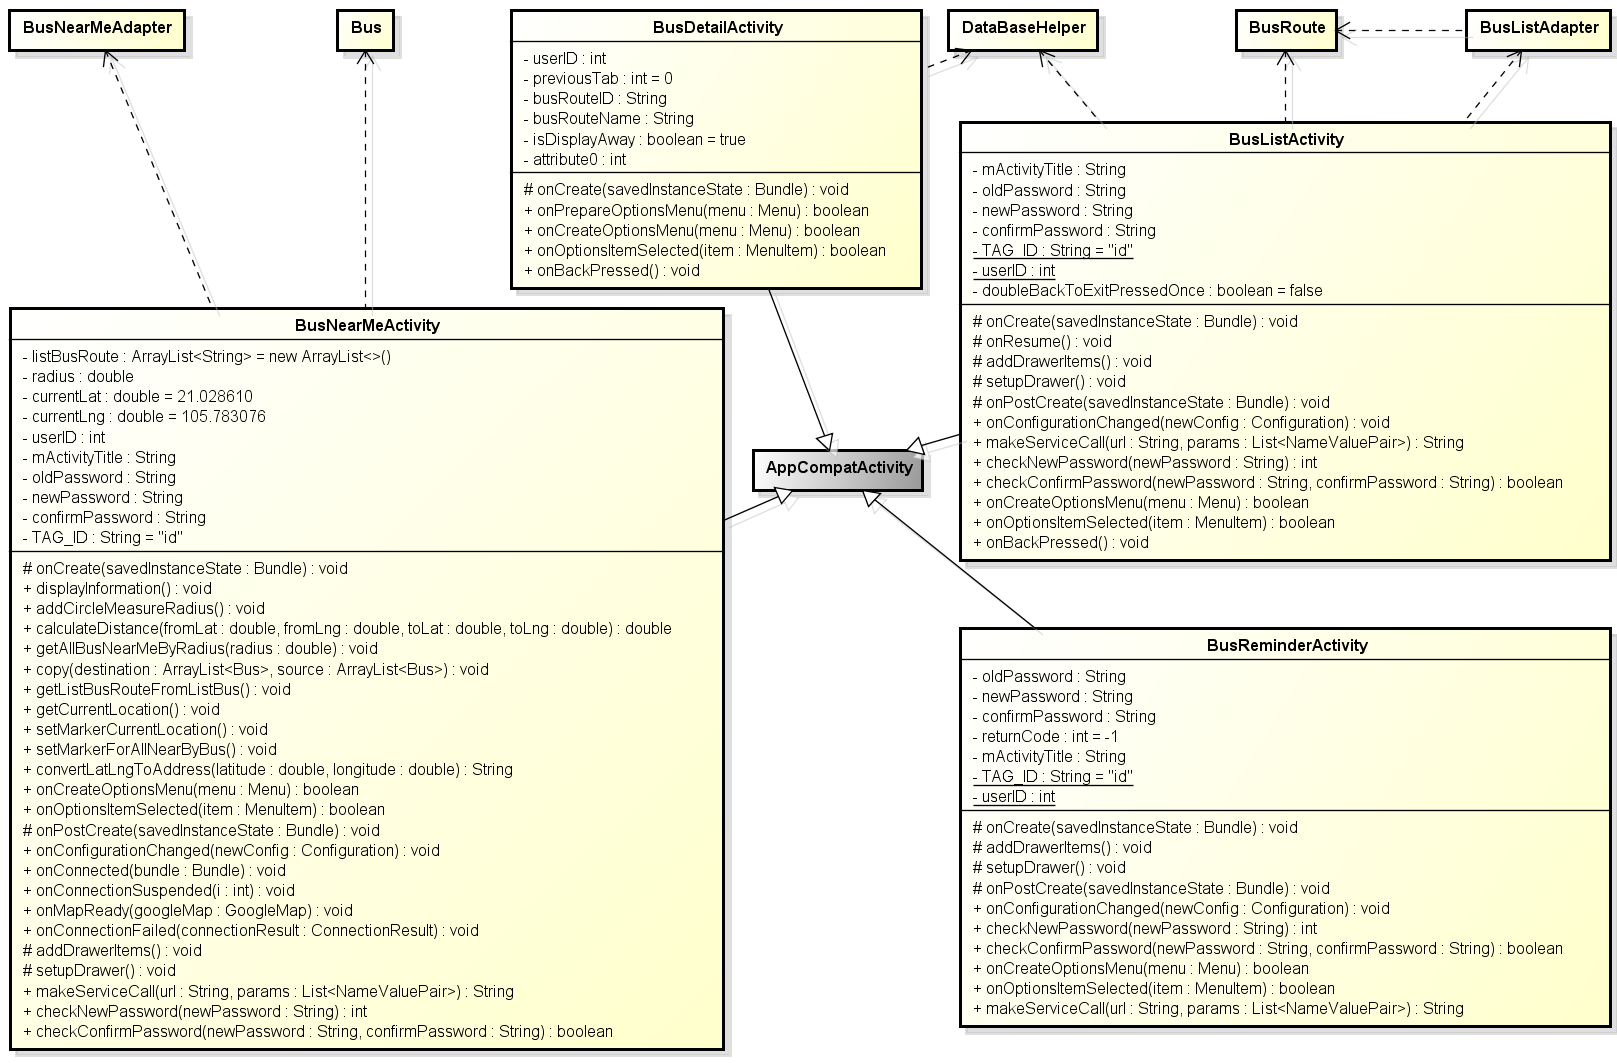 BusNearMeAdapter
Bus
BusDetailActivity
- userID : int
- previousTab : int = 0
- busRouteID : String
- busRouteName : String
- isDisplayAway : boolean = true
- attribute0 : int
# onCreate(savedInstanceState : Bundle) : void
+ onPrepareOptionsMenu(menu : Menu) : boolean
+ onCreateOptionsMenu(menu : Menu) : boolean
+ onOptionsItemSelected(item : MenuItem) : boolean
+ onBackPressed() : void
DataBaseHelper
BusRoute
BusListAdapter
BusListActivity
- mActivityTitle : String
- oldPassword : String
- newPassword : String
- confirmPassword : String
- TAG_ID : String = "id"
- userID : int
- doubleBackToExitPressedOnce : boolean = false
# onCreate(savedInstanceState : Bundle) : void
# onResume() : void
# addDrawerItems() : void
# setupDrawer() : void
# onPostCreate(savedInstanceState : Bundle) : void
+ onConfigurationChanged(newConfig : Configuration) : void
+ makeServiceCall(url : String, params : List<NameValuePair>) : String
+ checkNewPassword(newPassword : String) : int
+ checkConfirmPassword(newPassword : String, confirmPassword : String) : boolean
+ onCreateOptionsMenu(menu : Menu) : boolean
+ onOptionsItemSelected(item : MenuItem) : boolean
+ onBackPressed() : void
BusNearMeActivity
- listBusRoute : ArrayList<String> = new ArrayList<>()
- radius : double
- currentLat : double = 21.028610
- currentLng : double = 105.783076
- userID : int
- mActivityTitle : String
- oldPassword : String
- newPassword : String
- confirmPassword : String
- TAG_ID : String = "id"
# onCreate(savedInstanceState : Bundle) : void
+ displayInformation() : void
+ addCircleMeasureRadius() : void
+ calculateDistance(fromLat : double, fromLng : double, toLat : double, toLng : double) : double
+ getAllBusNearMeByRadius(radius : double) : void
+ copy(destination : ArrayList<Bus>, source : ArrayList<Bus>) : void
+ getListBusRouteFromListBus() : void
+ getCurrentLocation() : void
+ setMarkerCurrentLocation() : void
+ setMarkerForAllNearByBus() : void
+ convertLatLngToAddress(latitude : double, longitude : double) : String
+ onCreateOptionsMenu(menu : Menu) : boolean
+ onOptionsItemSelected(item : MenuItem) : boolean
# onPostCreate(savedInstanceState : Bundle) : void
+ onConfigurationChanged(newConfig : Configuration) : void
+ onConnected(bundle : Bundle) : void
+ onConnectionSuspended(i : int) : void
+ onMapReady(googleMap : GoogleMap) : void
+ onConnectionFailed(connectionResult : ConnectionResult) : void
# addDrawerItems() : void
# setupDrawer() : void
+ makeServiceCall(url : String, params : List<NameValuePair>) : String
+ checkNewPassword(newPassword : String) : int
+ checkConfirmPassword(newPassword : String, confirmPassword : String) : boolean
AppCompatActivity
BusReminderActivity
- oldPassword : String
- newPassword : String
- confirmPassword : String
- returnCode : int = -1
- mActivityTitle : String
- TAG_ID : String = "id"
- userID : int
# onCreate(savedInstanceState : Bundle) : void
# addDrawerItems() : void
# setupDrawer() : void
# onPostCreate(savedInstanceState : Bundle) : void
+ onConfigurationChanged(newConfig : Configuration) : void
+ checkNewPassword(newPassword : String) : int
+ checkConfirmPassword(newPassword : String, confirmPassword : String) : boolean
+ onCreateOptionsMenu(menu : Menu) : boolean
+ onOptionsItemSelected(item : MenuItem) : boolean
+ makeServiceCall(url : String, params : List<NameValuePair>) : String